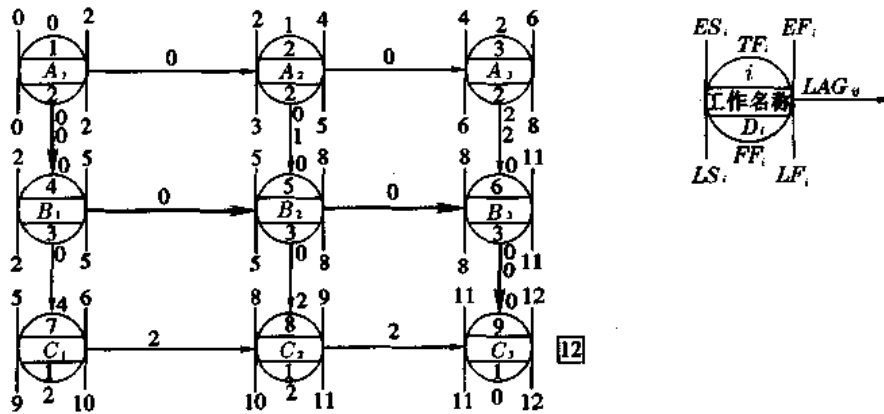 0 0 2 2 1 4 4 2 6
1 0 2 0 3
A₁ A₂ A₃
2 2 2
0 0 2 3 0 5 6 2 8
0 1 2
2 0 5 5 0 8 8 0 11
4 0 5 0 6
B₁ B₂ B₃
3 3 3
2 0 5 5 0 8 8 0 11
0
5 4 6 8 2 9 11 0 12
7 2 8 2 9
C₁ C₂ C₃ 12
1 1 1
9 2 10 10 2 11 11 0 12
ESᵢ TFᵢ EFᵢ
i
工作名称 LAGᵢⱼ
Dᵢ
LSᵢ FFᵢ LFᵢ